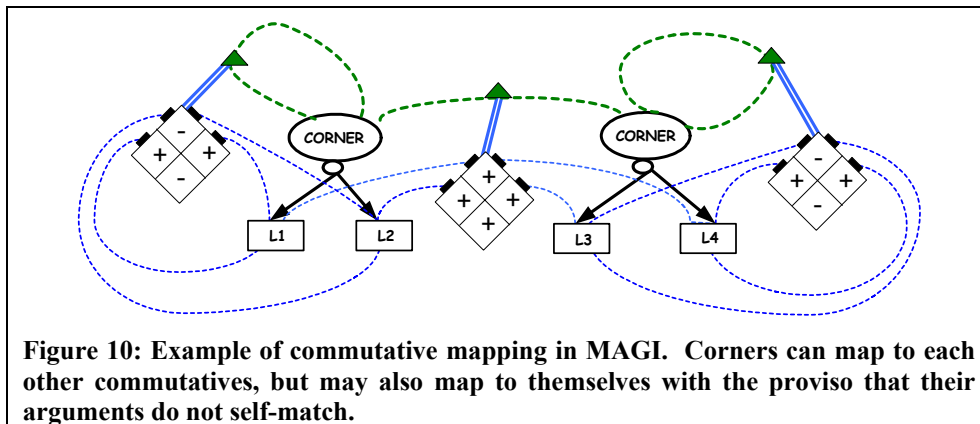 CORNER CORNER
- + + -
+ + + +
- + + -
L1 L2 L3 L4
Figure 10: Example of commutative mapping in MAGI. Corners can map to each
other commutatives, but may also map to themselves with the proviso that their
arguments do not self-match.